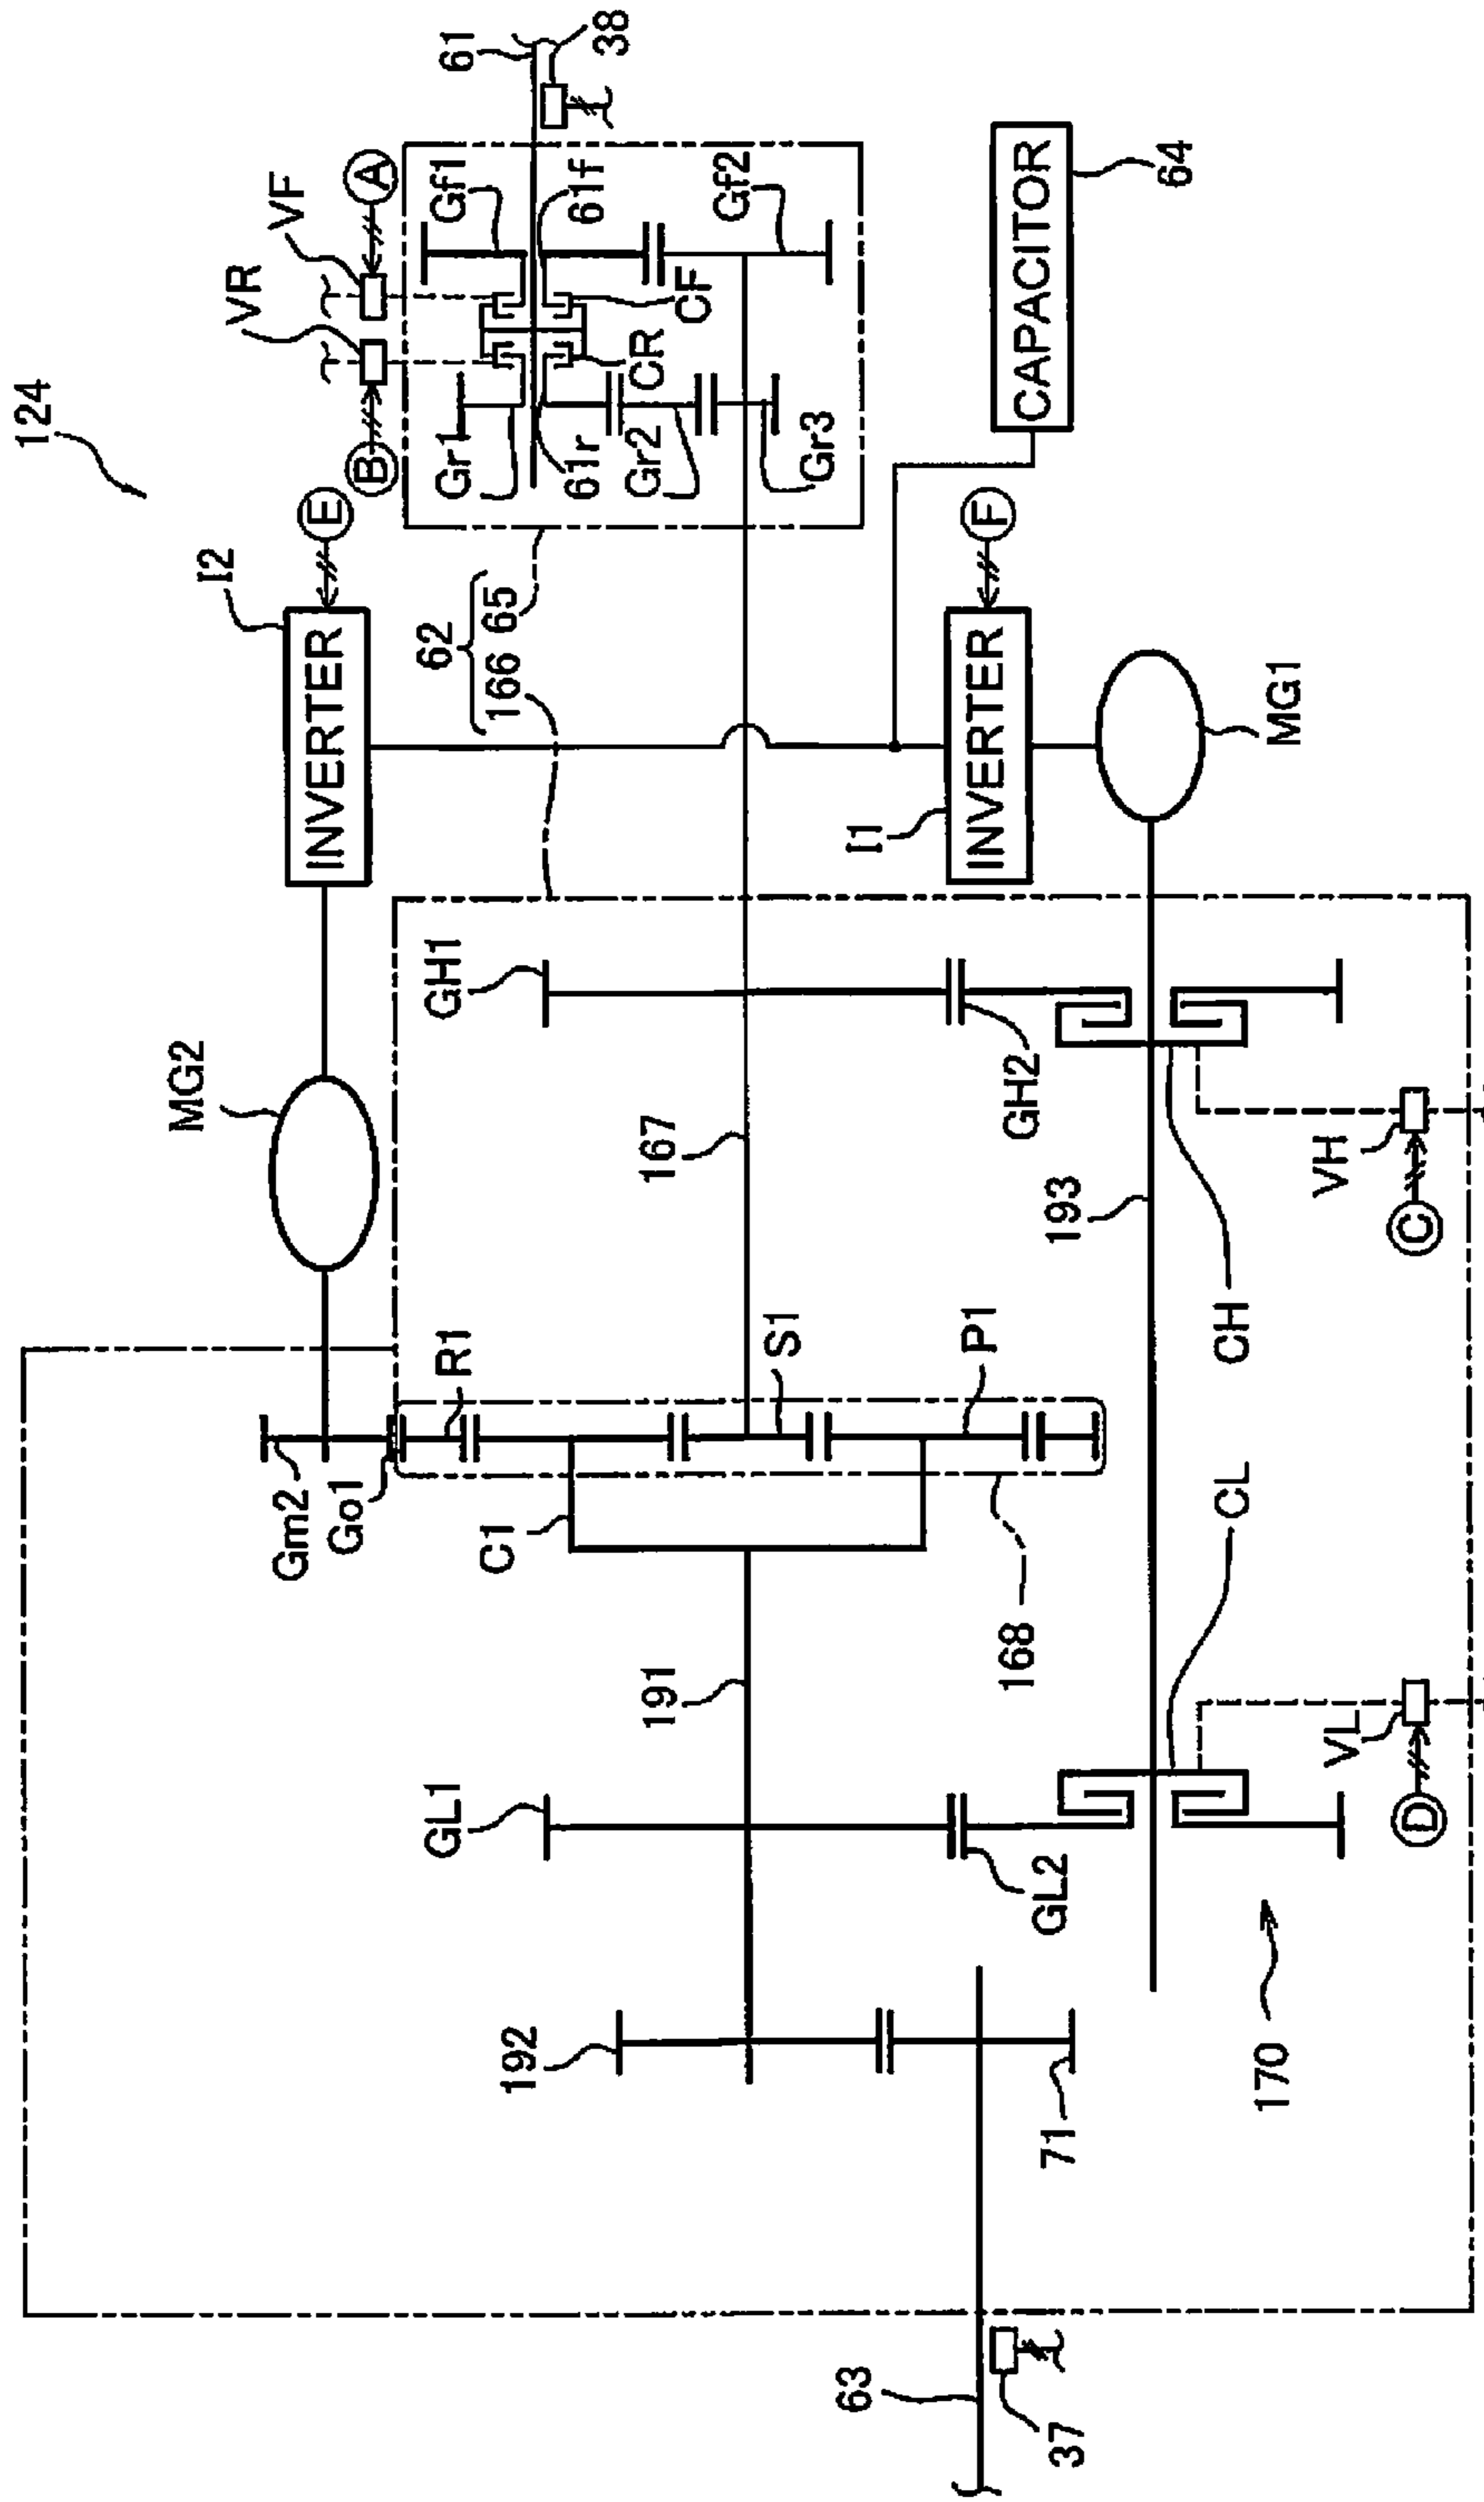 124
61
38
VR
VF
A
B
Gf1
61f
Gf2
CF
CR
Gr1
61r
Gr2
Gr3
CAPACITOR
64
I2
E
INVERTER
62
65
166
F
INVERTER
I1
MG1
MG2
GH1
GH2
167
193
VH
C
CH
R1
S1
P1
Gm2
Go1
C1
168
CL
191
GL1
GL2
VL
D
192
71
170
63
37